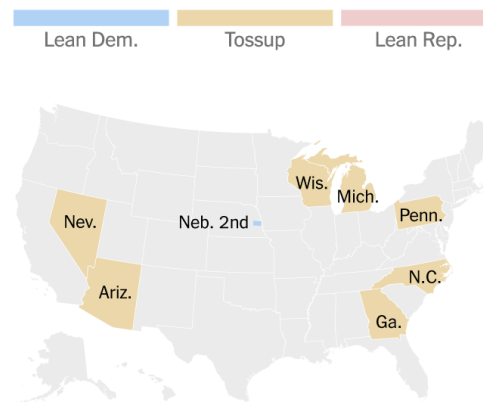 Lean Dem.
Tossup
Lean Rep.
Wis.
Mich.
Nev.
Neb. 2nd
Penn.
Ariz.
N.C.
Ga.